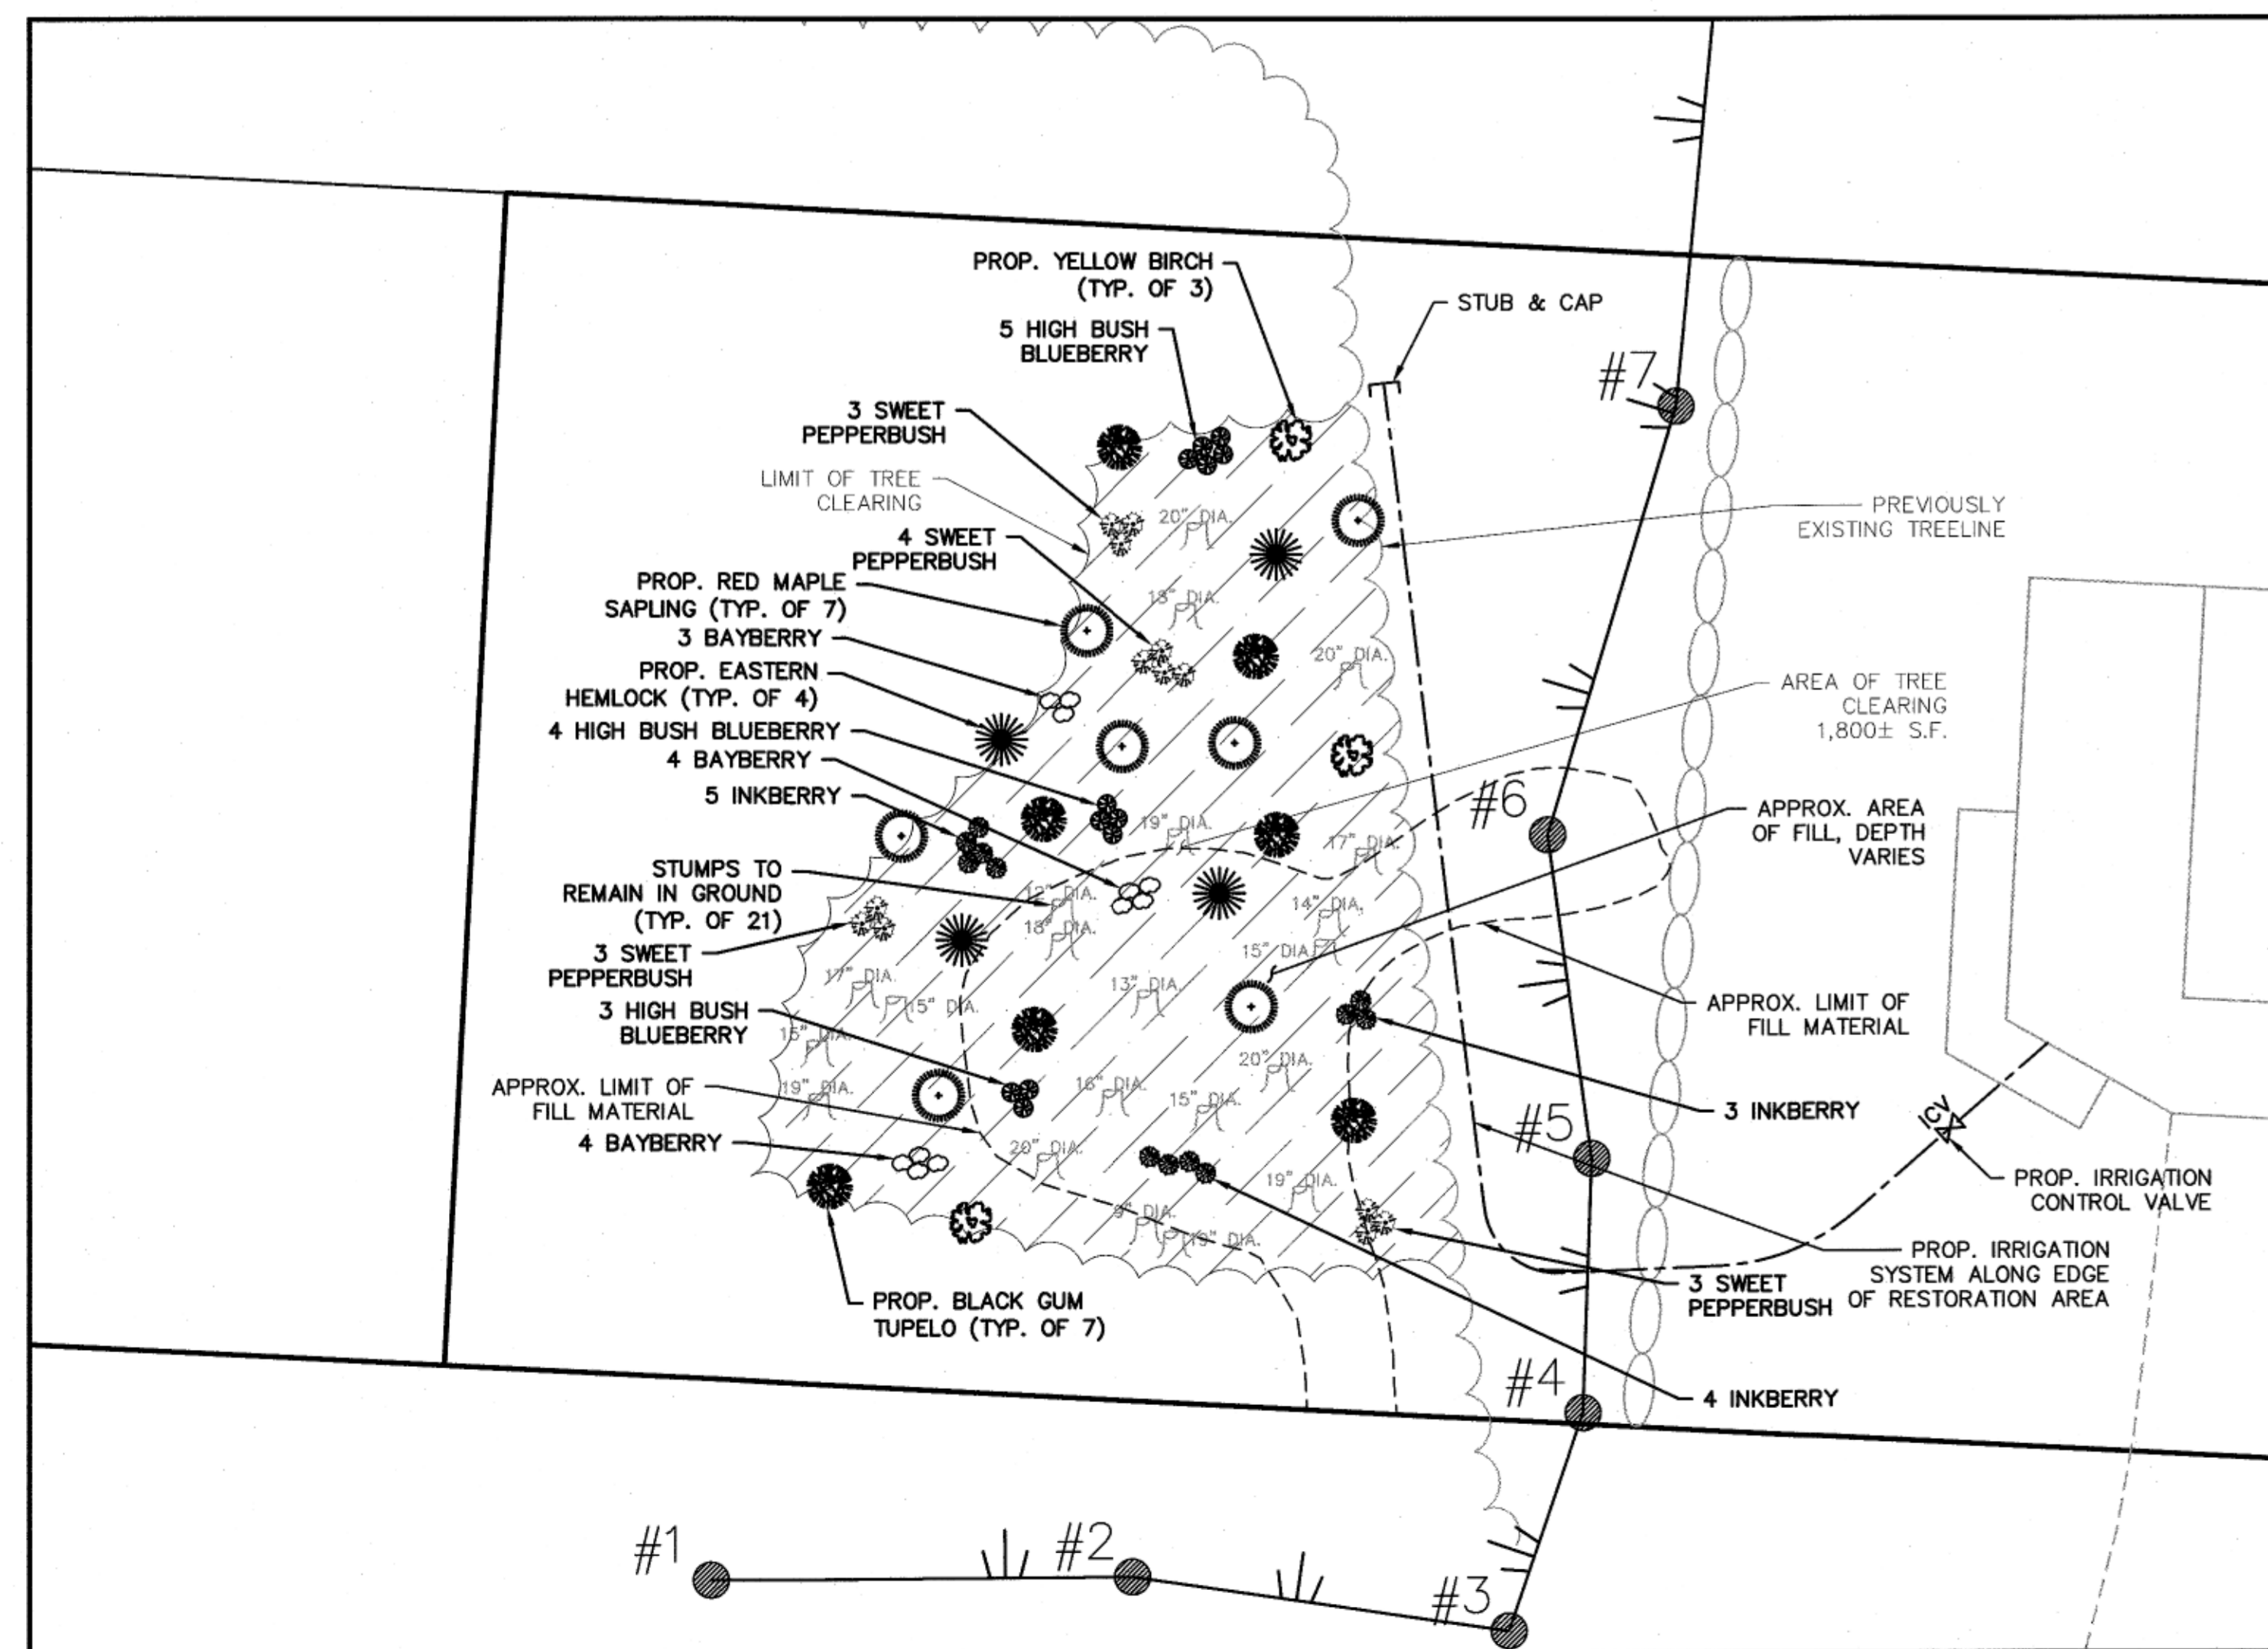 PROP. YELLOW BIRCH
(TYP. OF 3)
5 HIGH BUSH
BLUEBERRY
STUB & CAP
#7
3 SWEET
PEPPERBUSH
LIMIT OF TREE
CLEARING
4 SWEET
PEPPERBUSH
PREVIOUSLY
EXISTING TREELINE
PROP. RED MAPLE
SAPLING (TYP. OF 7)
3 BAYBERRY
PROP. EASTERN
HEMLOCK (TYP. OF 4)
4 HIGH BUSH BLUEBERRY
4 BAYBERRY
5 INKBERRY
AREA OF TREE
CLEARING
1,800± S.F.
#6
APPROX. AREA
OF FILL, DEPTH
VARIES
STUMPS TO
REMAIN IN GROUND
(TYP. OF 21)
3 SWEET
PEPPERBUSH
3 HIGH BUSH
BLUEBERRY
APPROX. LIMIT OF
FILL MATERIAL
APPROX. LIMIT OF
FILL MATERIAL
4 BAYBERRY
3 INKBERRY
#5
ICV
PROP. IRRIGATION
CONTROL VALVE
PROP. IRRIGATION
SYSTEM ALONG EDGE
OF RESTORATION AREA
3 SWEET
PEPPERBUSH
PROP. BLACK GUM
TUPELO (TYP. OF 7)
#4
4 INKBERRY
20" DIA.
18" DIA.
20" DIA.
19" DIA.
17" DIA.
12" DIA.
18" DIA.
14" DIA.
15" DIA.
17" DIA.
15" DIA.
13" DIA.
DIA.
19" DIA.
16" DIA.
20" DIA.
15" DIA.
20" DIA.
19" DIA.
9" DIA.
DIA.
#1
#2
#3